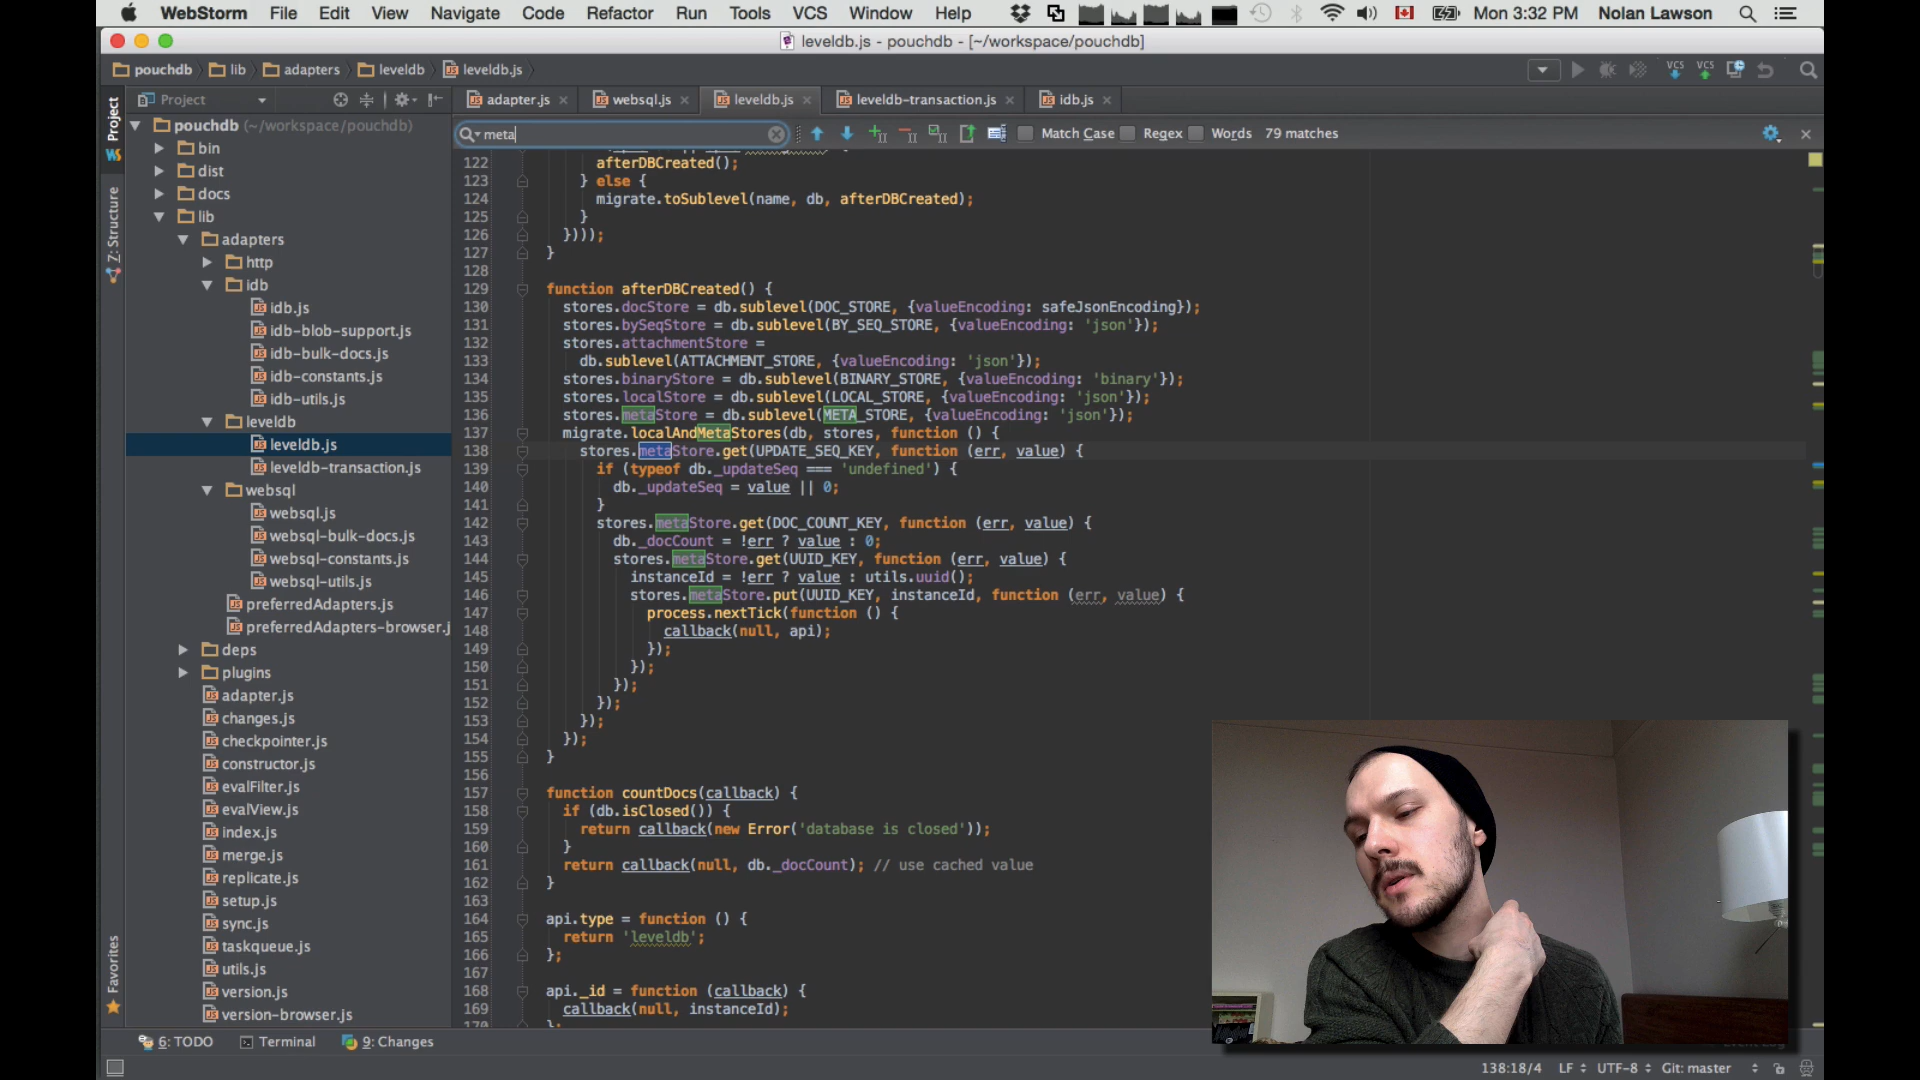 WebStorm File Edit View Navigate Code Refactor Run Tools VCS Window Help Mon 3:32 PM Nolan Lawson
leveldb.js - pouchdb - [~/workspace/pouchdb]
pouchdb lib adapters leveldb leveldb.js
VCS VCS
Project
adapter.js websql.js leveldb.js leveldb-transaction.js idb.js
meta Match Case Regex Words 79 matches
Project
Z: Structure
Favorites
pouchdb (~/workspace/pouchdb)
bin
dist
docs
lib
adapters
http
idb
idb.js
idb-blob-support.js
idb-bulk-docs.js
idb-constants.js
idb-utils.js
leveldb
leveldb.js
leveldb-transaction.js
websql
websql.js
websql-bulk-docs.js
websql-constants.js
websql-utils.js
preferredAdapters.js
preferredAdapters-browser.j
deps
plugins
adapter.js
changes.js
checkpointer.js
constructor.js
evalFilter.js
evalView.js
index.js
merge.js
replicate.js
setup.js
sync.js
taskqueue.js
utils.js
version.js
version-browser.js
122 afterDBCreated();
123 } else {
124 migrate.toSublevel(name, db, afterDBCreated);
125 }
126 })));
127 }
128
129 function afterDBCreated() {
130 stores.docStore = db.sublevel(DOC_STORE, {valueEncoding: safeJsonEncoding});
131 stores.bySeqStore = db.sublevel(BY_SEQ_STORE, {valueEncoding: 'json'});
132 stores.attachmentStore =
133 db.sublevel(ATTACHMENT_STORE, {valueEncoding: 'json'});
134 stores.binaryStore = db.sublevel(BINARY_STORE, {valueEncoding: 'binary'});
135 stores.localStore = db.sublevel(LOCAL_STORE, {valueEncoding: 'json'});
136 stores.metaStore = db.sublevel(META_STORE, {valueEncoding: 'json'});
137 migrate.localAndMetaStores(db, stores, function () {
138 stores.metaStore.get(UPDATE_SEQ_KEY, function (err, value) {
139 if (typeof db._updateSeq === 'undefined') {
140 db._updateSeq = value || 0;
141 }
142 stores.metaStore.get(DOC_COUNT_KEY, function (err, value) {
143 db._docCount = !err ? value : 0;
144 stores.metaStore.get(UUID_KEY, function (err, value) {
145 instanceId = !err ? value : utils.uuid();
146 stores.metaStore.put(UUID_KEY, instanceId, function (err, value) {
147 process.nextTick(function () {
148 callback(null, api);
149 });
150 });
151 });
152 });
153 });
154 });
155 }
156
157 function countDocs(callback) {
158 if (db.isClosed()) {
159 return callback(new Error('database is closed'));
160 }
161 return callback(null, db._docCount); // use cached value
162 }
163
164 api.type = function () {
165 return 'leveldb';
166 };
167
168 api._id = function (callback) {
169 callback(null, instanceId);
170 };
6: TODO Terminal 9: Changes
138:18/4 LF UTF-8 Git: master